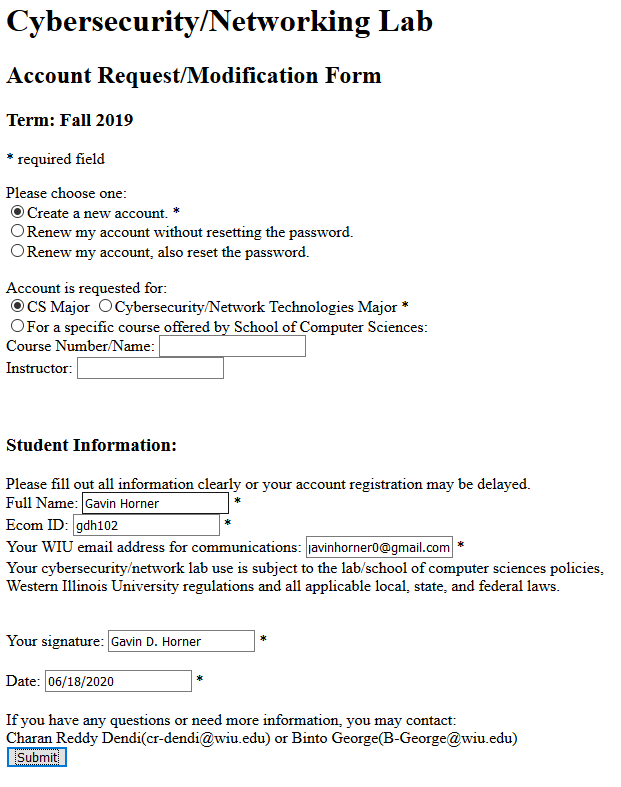 Cybersecurity/Networking Lab
Account Request/Modification Form
Term: Fall 2019
* required field
Please choose one:
Create a new account. *
Renew my account without resetting the password.
Renew my account, also reset the password.
Account is requested for:
CS Major Cybersecurity/Network Technologies Major *
For a specific course offered by School of Computer Sciences:
Course Number/Name:
Instructor:
Student Information:
Please fill out all information clearly or your account registration may be delayed.
Full Name: Gavin Horner *
Ecom ID: gdh102 *
Your WIU email address for communications: javinhorner0@gmail.com *
Your cybersecurity/network lab use is subject to the lab/school of computer sciences policies,
Western Illinois University regulations and all applicable local, state, and federal laws.
Your signature: Gavin D. Horner *
Date: 06/18/2020 *
If you have any questions or need more information, you may contact:
Charan Reddy Dendi(cr-dendi@wiu.edu) or Binto George(B-George@wiu.edu)
Submit